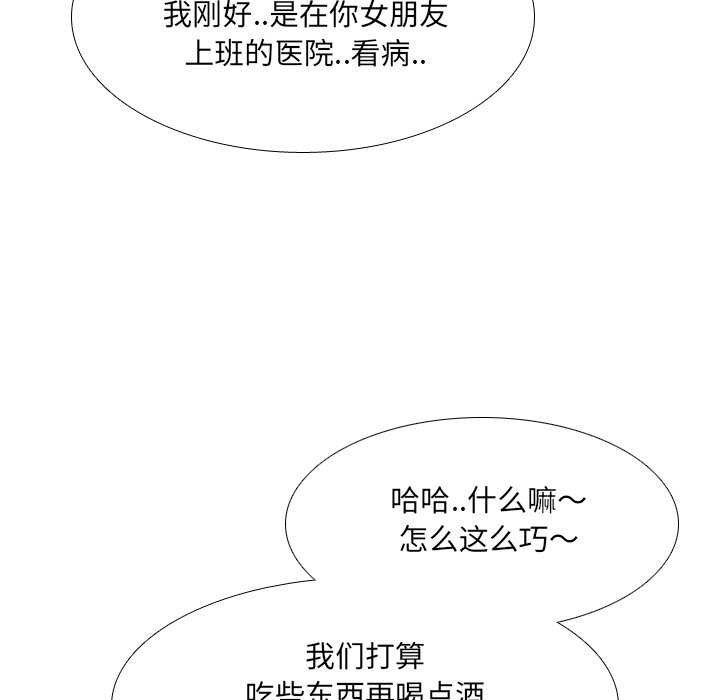 我刚好..是在你女朋友
上班的医院..看病..
哈哈..什么嘛～
怎么这么巧～
我们打算
吃些东西再喝点酒